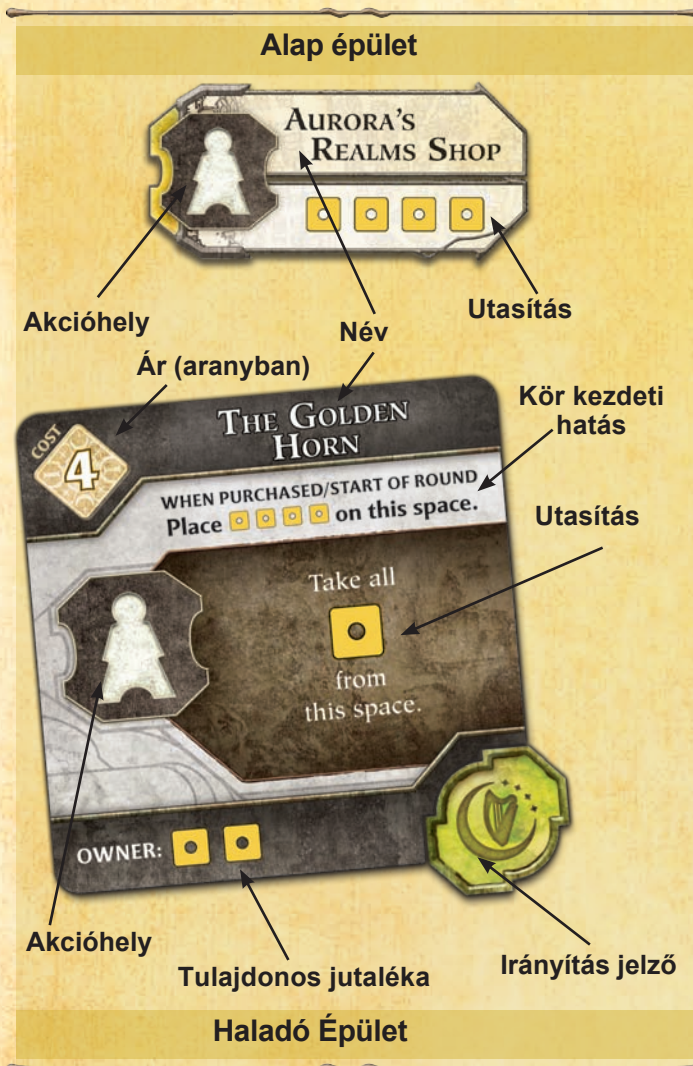 Alap épület
AURORA'S
REALMS SHOP
Akcióhely
Név
Utasítás
Ár (aranyban)
Kör kezdeti
hatás
COST
4
THE GOLDEN
HORN
WHEN PURCHASED/START OF ROUND
Place on this space.
Utasítás
Take all
from
this space.
OWNER:
Akcióhely
Tulajdonos jutaléka
Irányítás jelző
Haladó Épület